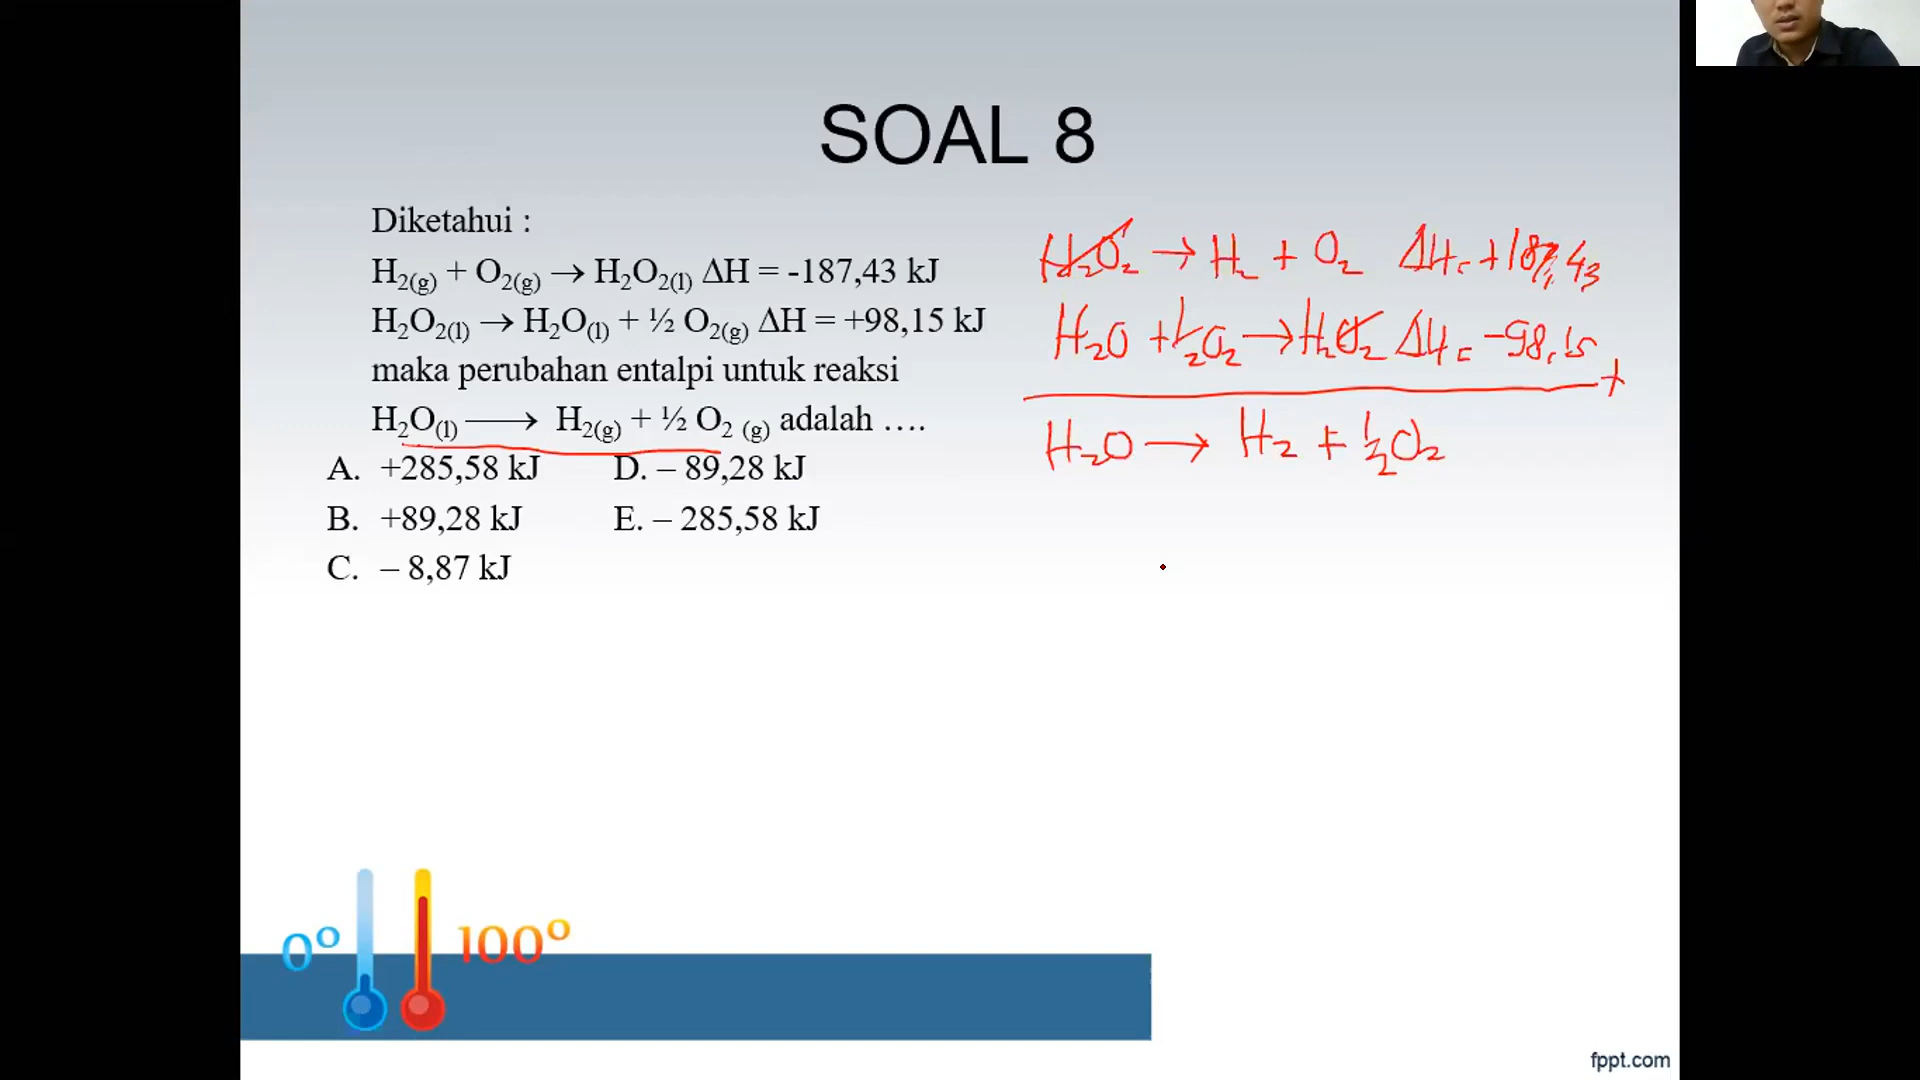 SOAL 8
Diketahui :
H₂(g) + O₂(g) → H₂O₂(l) ΔH = -187,43 kJ
H₂O₂(l) → H₂O(l) + ½ O₂(g) ΔH = +98,15 kJ
maka perubahan entalpi untuk reaksi
H₂O(l) ⟶ H₂(g) + ½ O₂ (g) adalah ….
A. +285,58 kJ D. – 89,28 kJ
B. +89,28 kJ E. – 285,58 kJ
C. – 8,87 kJ
H₂O₂ → H₂ + O₂ ΔH = +187,43
H₂O + ½O₂ → H₂O₂ ΔH = -98,15
+
H₂O → H₂ + ½O₂
0° 100°
fppt.com